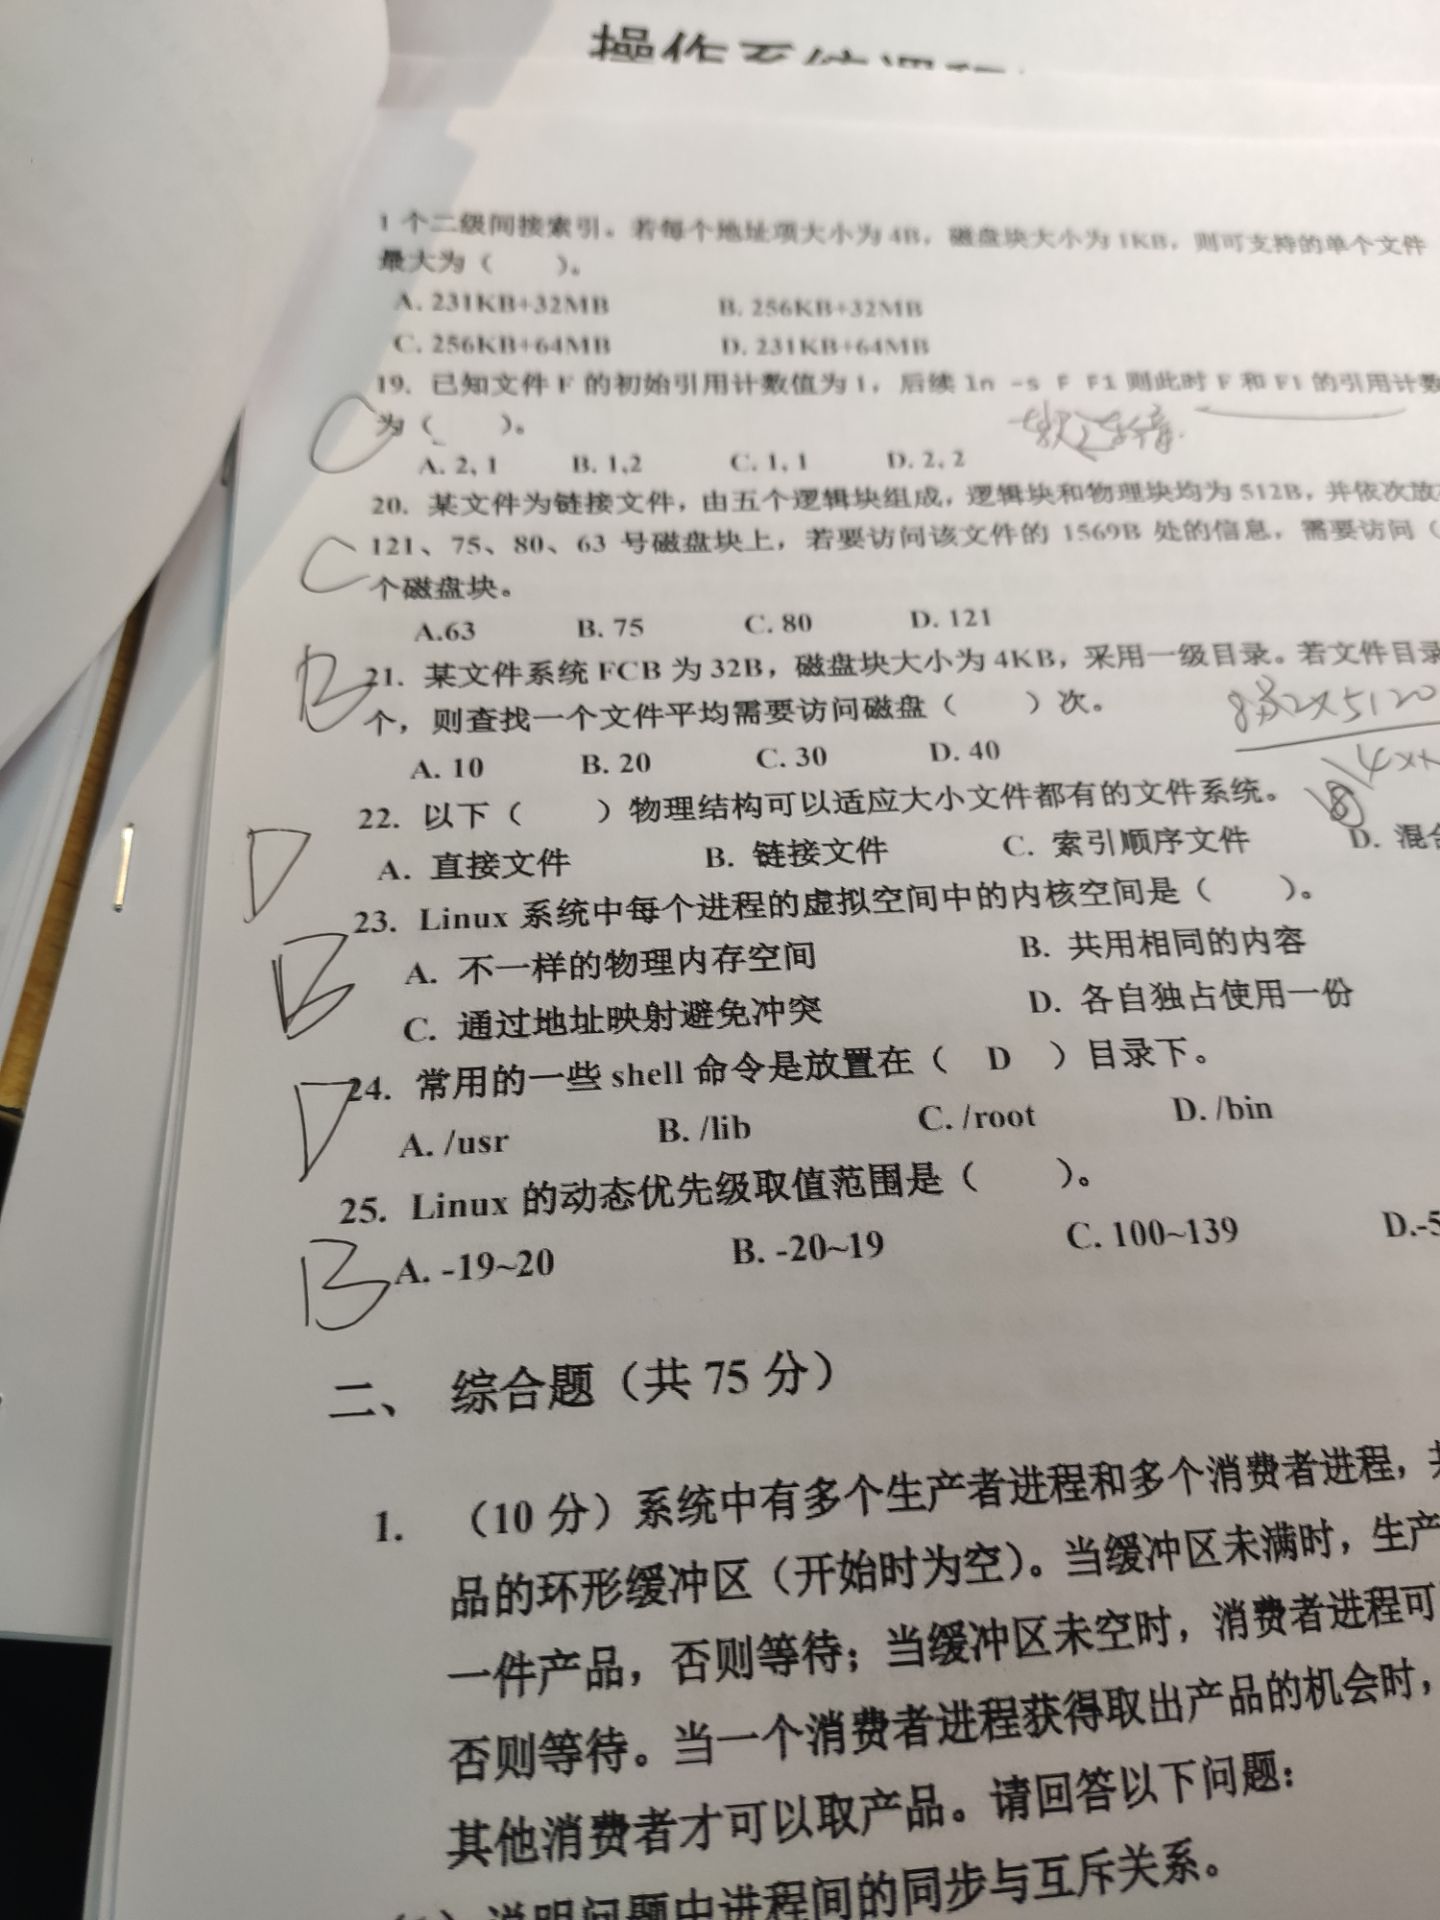 操作系统课程
1 个二级间接索引。若每个地址项大小为 4B，磁盘块大小为 1KB，则可支持的单个文件
最大为（ ）。
A. 231KB+32MB B. 256KB+32MB
C. 256KB+64MB D. 231KB+64MB
19. 已知文件 F 的初始引用计数值为 1，后续 ln -s F F1 则此时 F 和 F1 的引用计数
C 为（ ）。
软连接
A. 2, 1 B. 1,2 C. 1, 1 D. 2, 2
20. 某文件为链接文件，由五个逻辑块组成，逻辑块和物理块均为 512B，并依次放
C 121、75、80、63 号磁盘块上，若要访问该文件的 1569B 处的信息，需要访问（
个磁盘块。
A.63 B. 75 C. 80 D. 121
B 21. 某文件系统 FCB 为 32B，磁盘块大小为 4KB，采用一级目录。若文件目录
个，则查找一个文件平均需要访问磁盘（ ）次。
A. 10 B. 20 C. 30 D. 40
22. 以下（ ）物理结构可以适应大小文件都有的文件系统。
D A. 直接文件 B. 链接文件 C. 索引顺序文件 D. 混合
23. Linux 系统中每个进程的虚拟空间中的内核空间是（ ）。
B A. 不一样的物理内存空间 B. 共用相同的内容
C. 通过地址映射避免冲突 D. 各自独占使用一份
D 24. 常用的一些 shell 命令是放置在（ D ）目录下。
A. /usr B. /lib C. /root D. /bin
25. Linux 的动态优先级取值范围是（ ）。
B A. -19~20 B. -20~19 C. 100~139 D.-5
二、 综合题（共 75 分）
1. （10 分）系统中有多个生产者进程和多个消费者进程，共
品的环形缓冲区（开始时为空）。当缓冲区未满时，生产
一件产品，否则等待；当缓冲区未空时，消费者进程可
否则等待。当一个消费者进程获得取出产品的机会时，
其他消费者才可以取产品。请回答以下问题：
说明问题中进程间的同步与互斥关系。